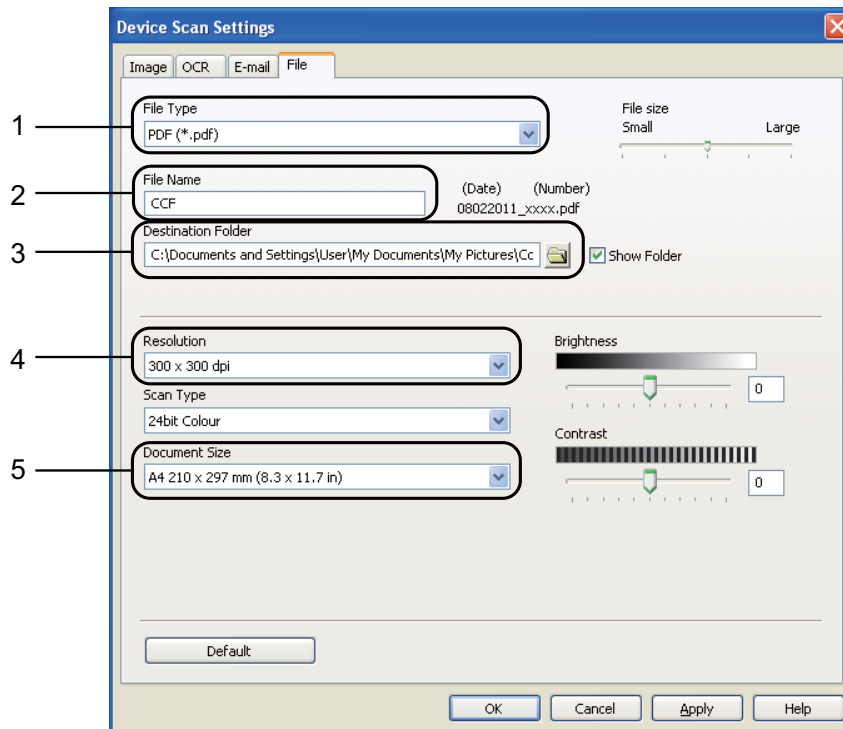 Device Scan Settings
Image OCR E-mail File
1
File Type
PDF (*.pdf)
File size
Small Large
2
File Name
CCF
(Date) (Number)
08022011_xxxx.pdf
3
Destination Folder
C:\Documents and Settings\User\My Documents\My Pictures\Cc
Show Folder
4
Resolution
300 x 300 dpi
Scan Type
24bit Colour
5
Document Size
A4 210 x 297 mm (8.3 x 11.7 in)
Brightness
0
Contrast
0
Default
OK Cancel Apply Help